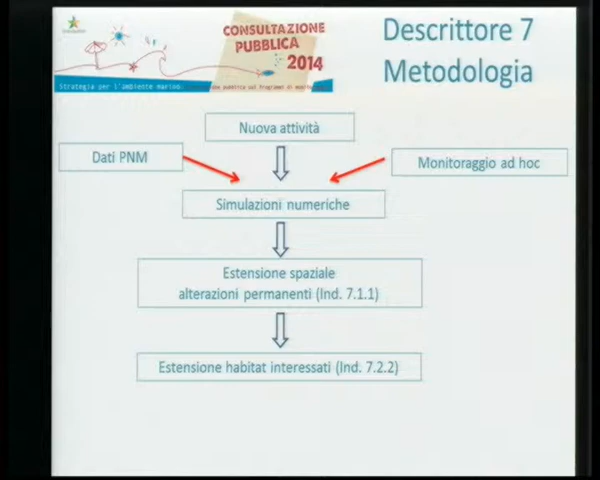 CONSULTAZIONE
PUBBLICA
2014
Strategia per l'ambiente marino:
Descrittore 7
Metodologia
Nuova attività
Dati PNM
Monitoraggio ad hoc
Simulazioni numeriche
Estensione spaziale
alterazioni permanenti (Ind. 7.1.1)
Estensione habitat interessati (Ind. 7.2.2)